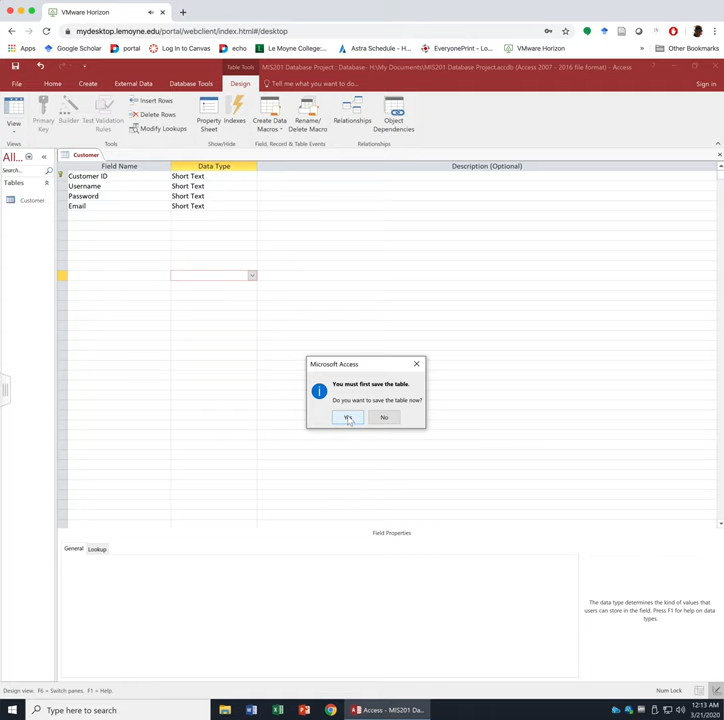 VMware Horizon
mydesktop.lemoyne.edu/portal/webclient/index.html#/desktop
Apps
Google Scholar
portal
Log In to Canvas
echo
Le Moyne College:...
Astra Schedule - H...
EveryonePrint - Lo...
VMware Horizon
Other Bookmarks
Table Tools
MIS201 Database Project : Database- H:\My Documents\MIS201 Database Project.accdb (Access 2007 - 2016 file format) - Access
File
Home
Create
External Data
Database Tools
Design
Tell me what you want to do...
Sign in
View
Primary Key
Builder
Test Validation Rules
Insert Rows
Delete Rows
Modify Lookups
Property Sheet
Indexes
Create Data Macros
Rename/ Delete Macro
Relationships
Object Dependencies
Views
Tools
Show/Hide
Field, Record & Table Events
Relationships
All...
Search...
Tables
Customer
Customer
Field Name
Data Type
Description (Optional)
Customer ID
Short Text
Username
Short Text
Password
Short Text
Email
Short Text
Microsoft Access
You must first save the table.
Do you want to save the table now?
Yes
No
Field Properties
General
Lookup
The data type determines the kind of values that
users can store in the field. Press F1 for help on data
types.
Design view. F6 = Switch panes. F1 = Help.
Num Lock
Type here to search
Access - MIS201 Da...
12:13 AM
3/21/2020